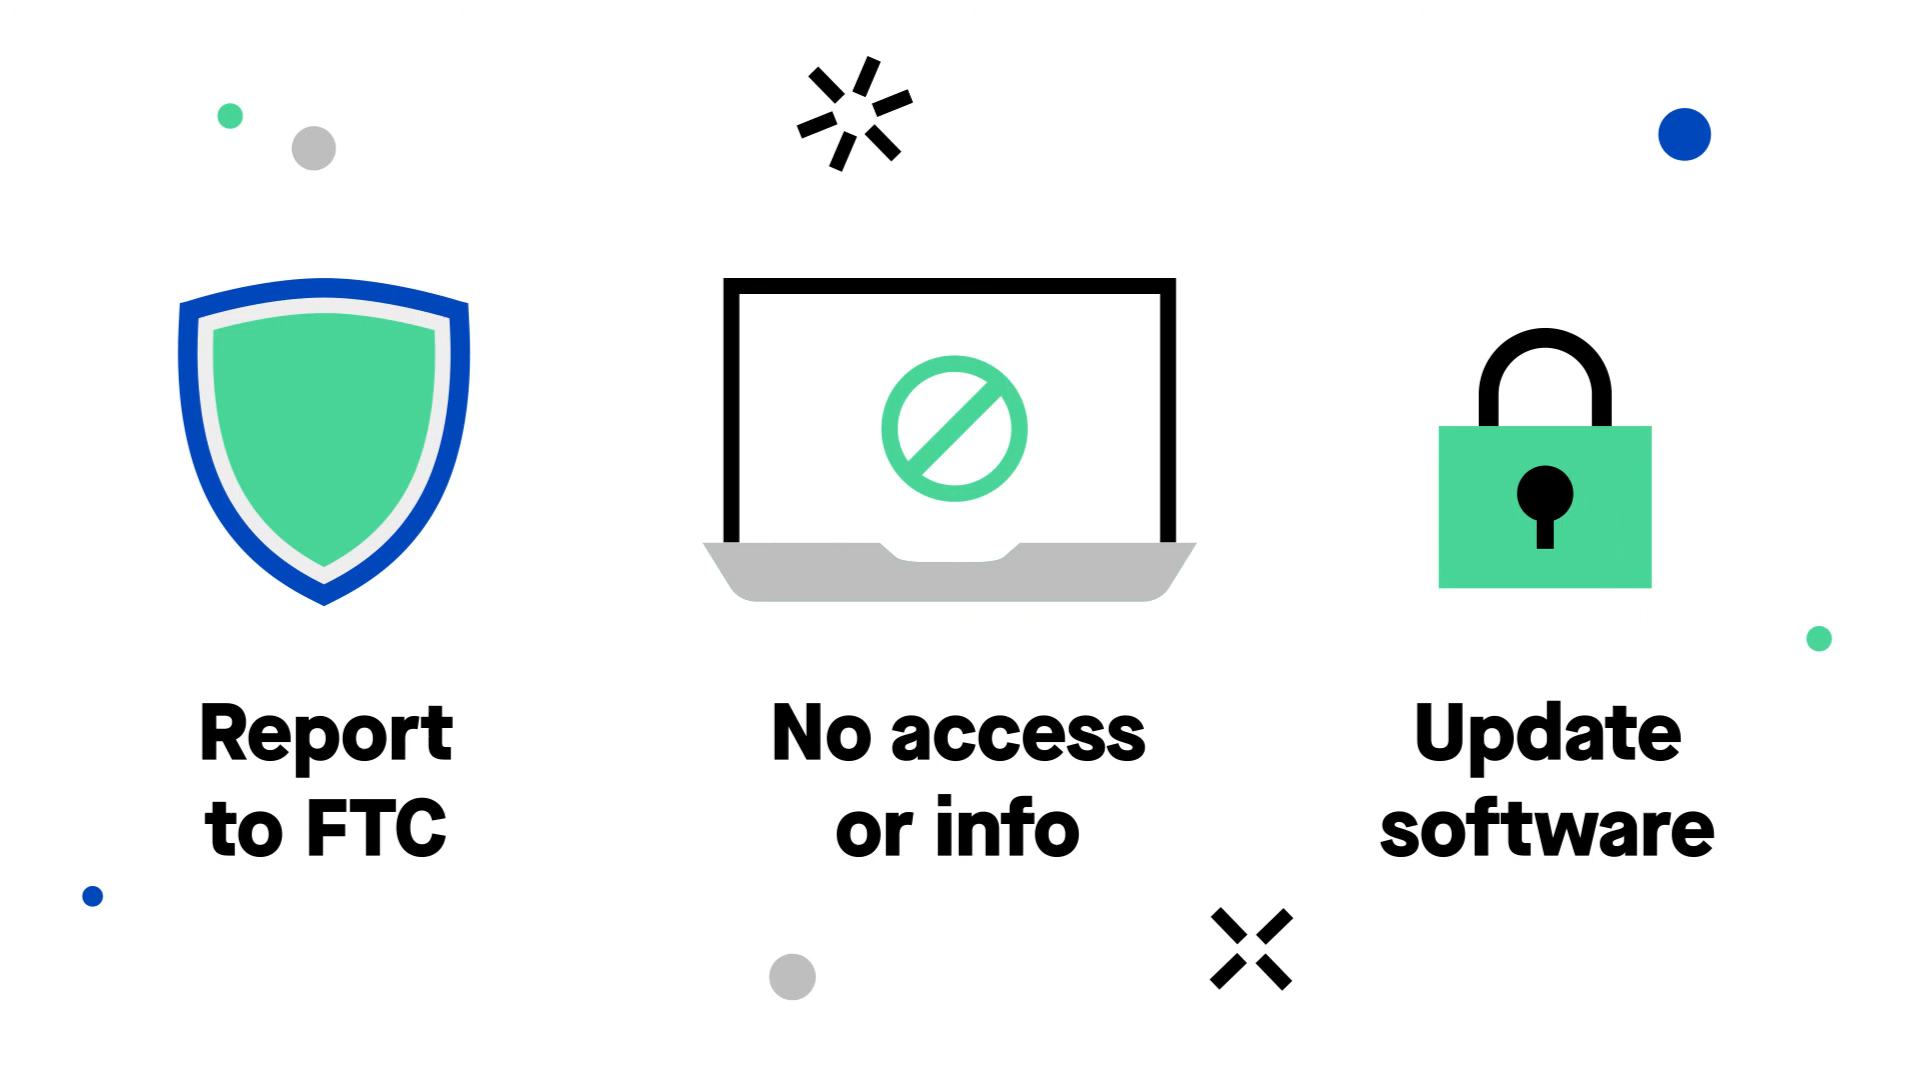 Report
to FTC
No access
or info
Update
software